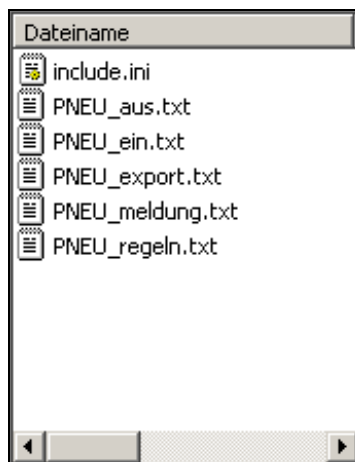 Dateiname
include.ini
PNEU_aus.txt
PNEU_ein.txt
PNEU_export.txt
PNEU_meldung.txt
PNEU_regeln.txt